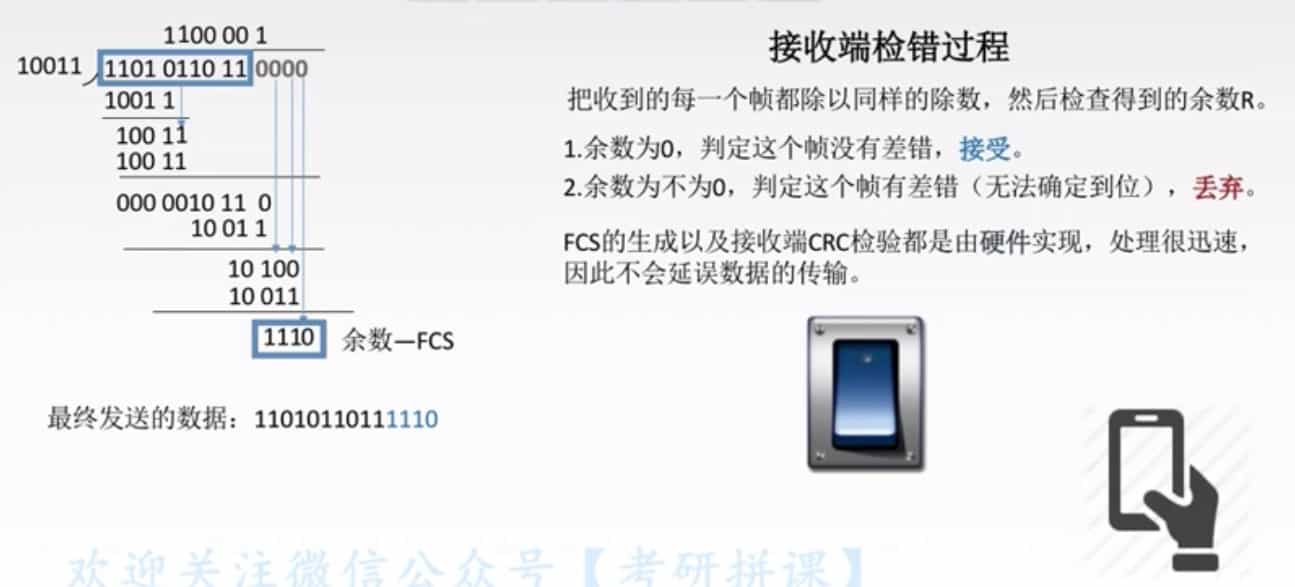 1100 00 1
10011 1101 0110 11 0000
1001 1
100 11
100 11
000 0010 11 0
10 01 1
10 100
10 011
1110 余数—FCS
最终发送的数据：11010110111110
接收端检错过程
把收到的每一个帧都除以同样的除数，然后检查得到的余数R。
1.余数为0，判定这个帧没有差错，接受。
2.余数为不为0，判定这个帧有差错（无法确定到位），丢弃。
FCS的生成以及接收端CRC检验都是由硬件实现，处理很迅速，
因此不会延误数据的传输。
欢迎关注微信公众号【考研拼课】